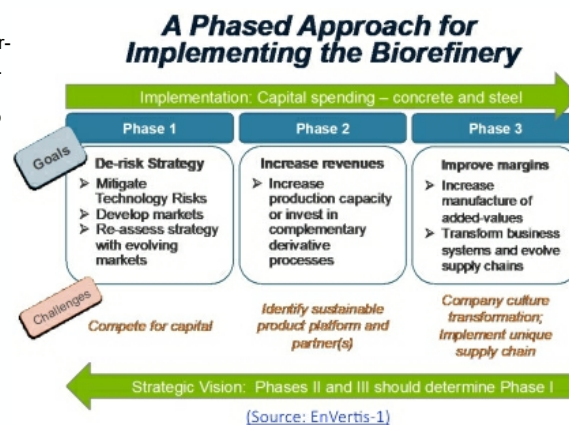 A Phased Approach for
Implementing the Biorefinery
Implementation: Capital spending – concrete and steel
Phase 1
Phase 2
Phase 3
Goals
De-risk Strategy
➢ Mitigate
Technology Risks
➢ Develop markets
➢ Re-assess strategy
with evolving
markets
Increase revenues
➢ Increase
production capacity
or invest in
complementary
derivative
processes
Improve margins
➢ Increase
manufacture of
added-values
➢ Transform business
systems and evolve
supply chains
Challenges
Compete for capital
Identify sustainable
product platform and
partner(s)
Company culture
transformation;
Implement unique
supply chain
Strategic Vision: Phases II and III should determine Phase I
(Source: EnVertis-1)